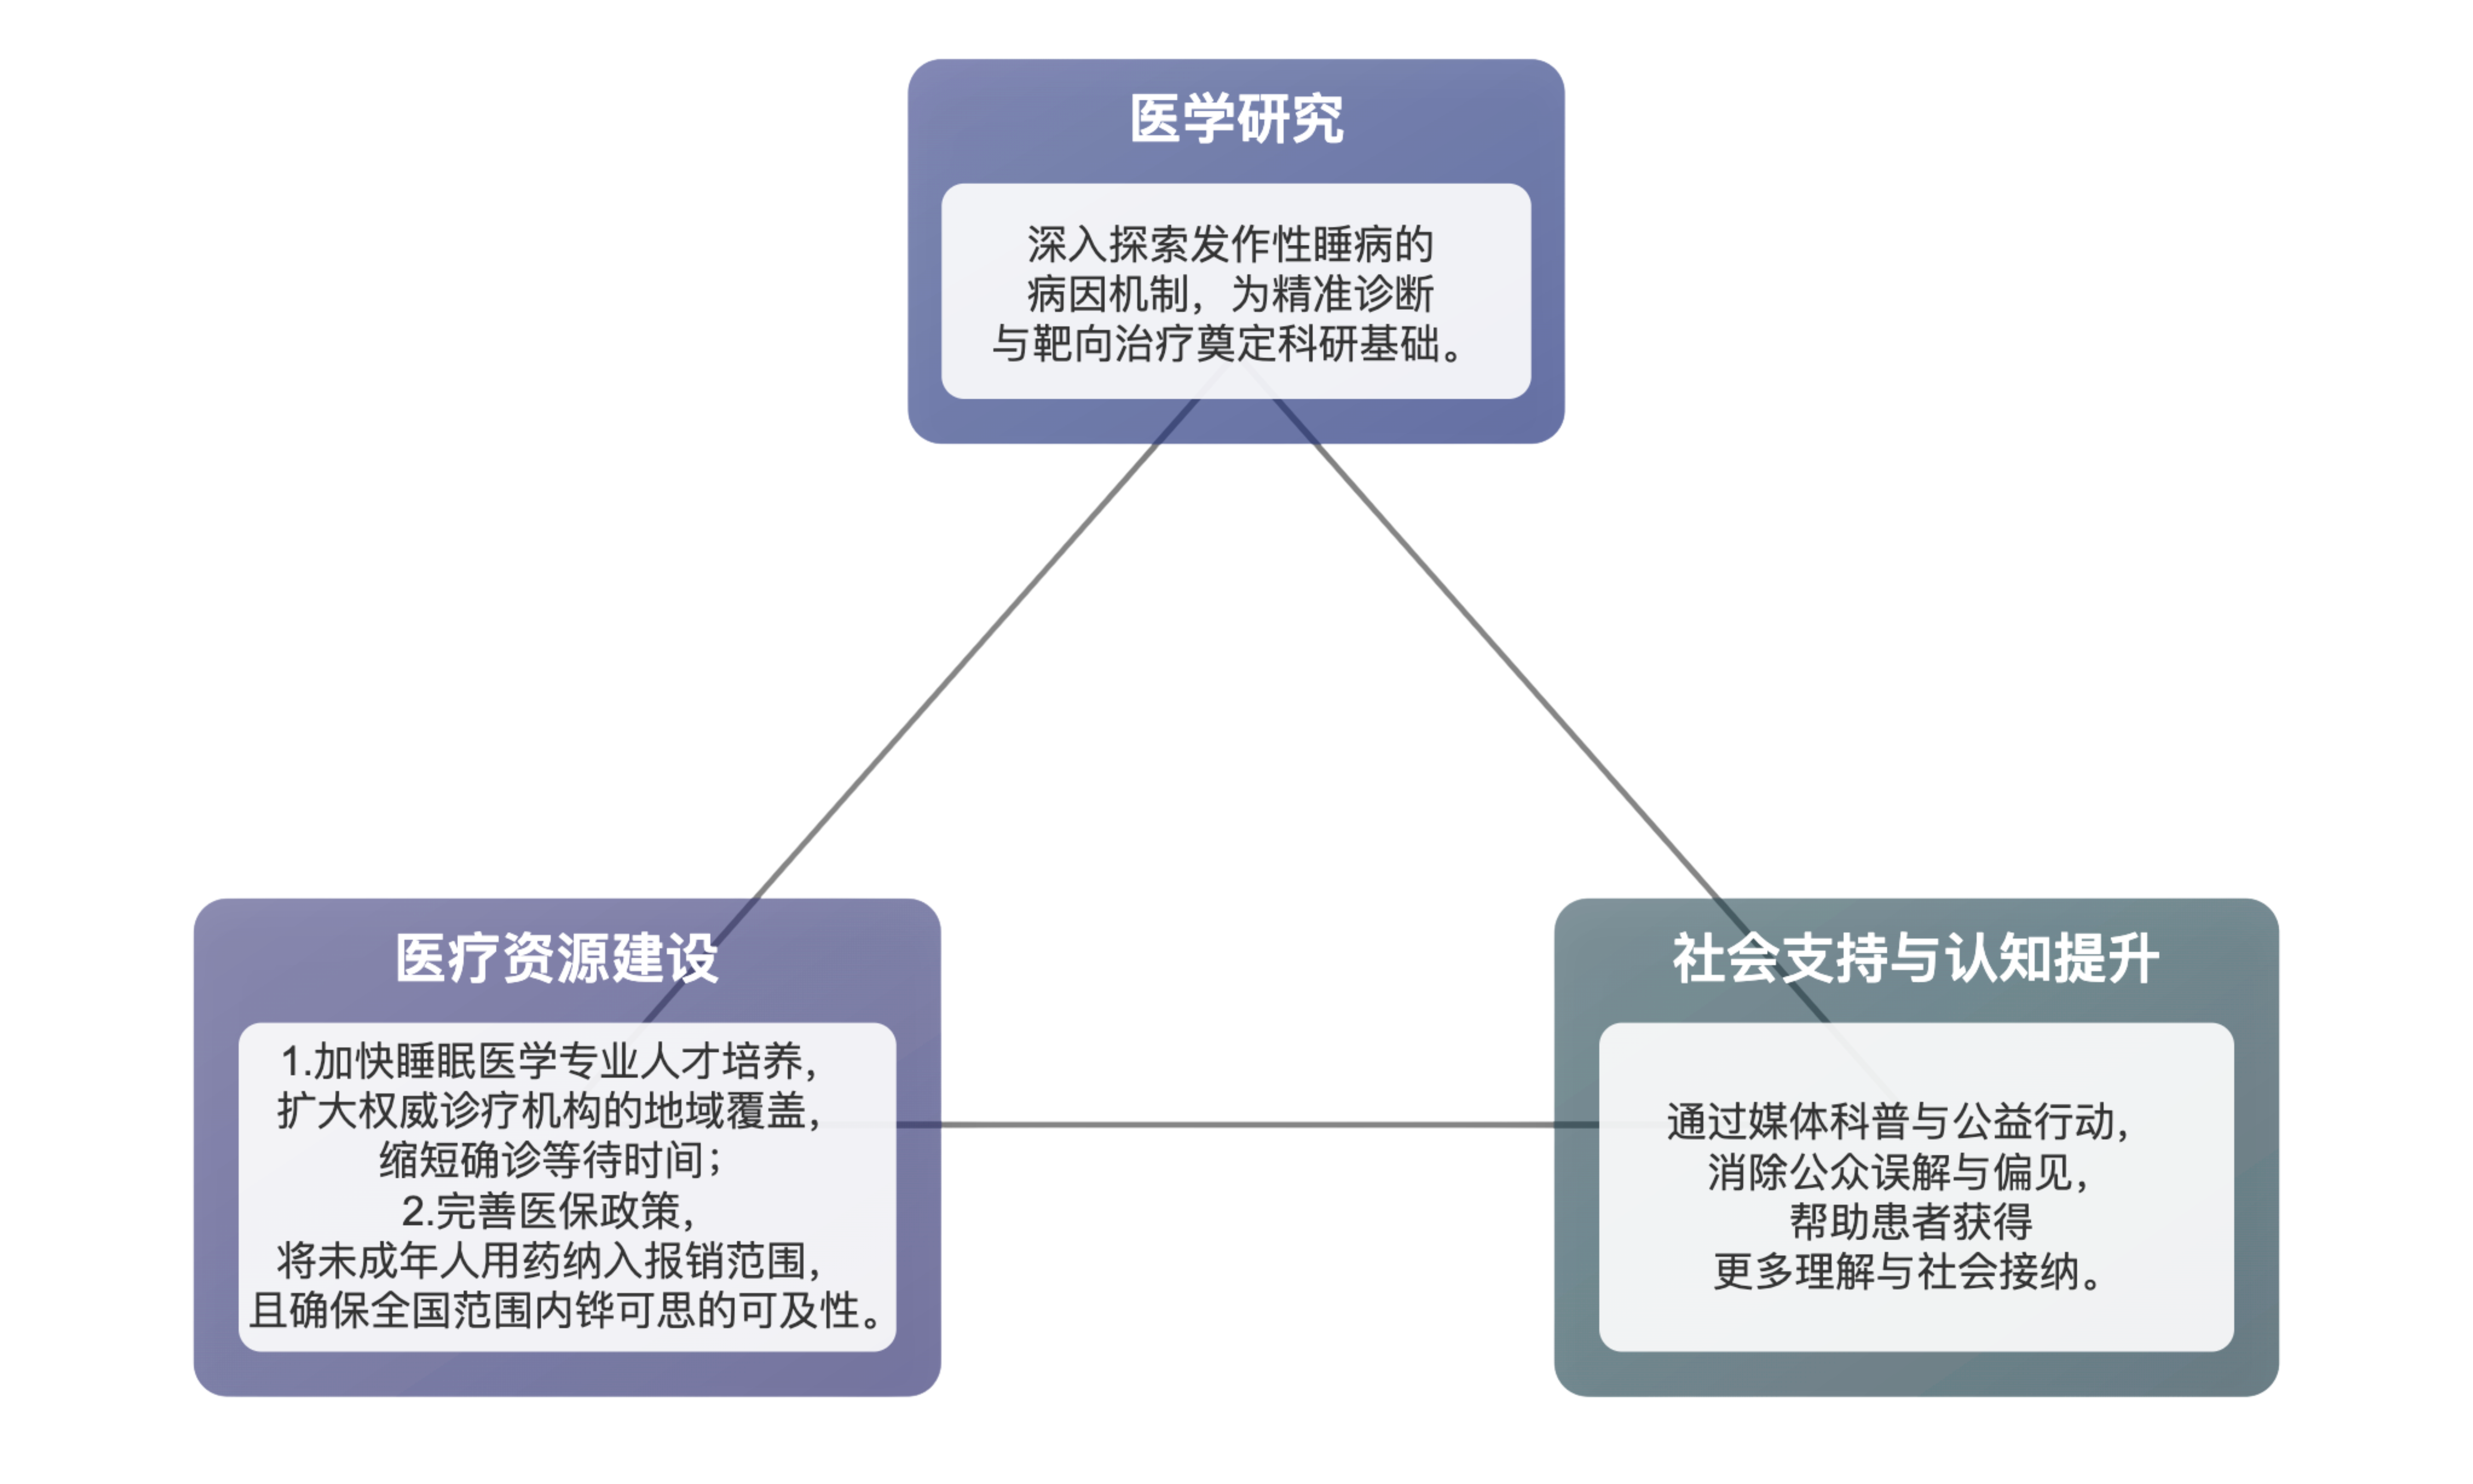 医学研究
深入探索发作性睡病的
病因机制，为精准诊断
与靶向治疗奠定科研基础。
医疗资源建设
1.加快睡眠医学专业人才培养，
扩大权威诊疗机构的地域覆盖，
缩短确诊等待时间；
2.完善医保政策，
将未成年人用药纳入报销范围，
且确保全国范围内铧可思的可及性。
社会支持与认知提升
通过媒体科普与公益行动，
消除公众误解与偏见，
帮助患者获得
更多理解与社会接纳。